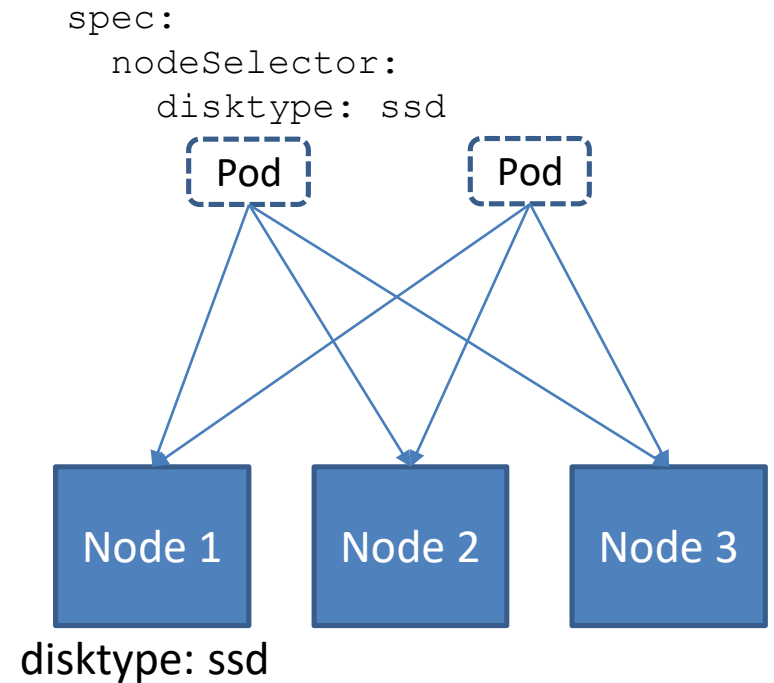 spec:
  nodeSelector:
    disktype: ssd
Pod Pod
Node 1 Node 2 Node 3
disktype: ssd